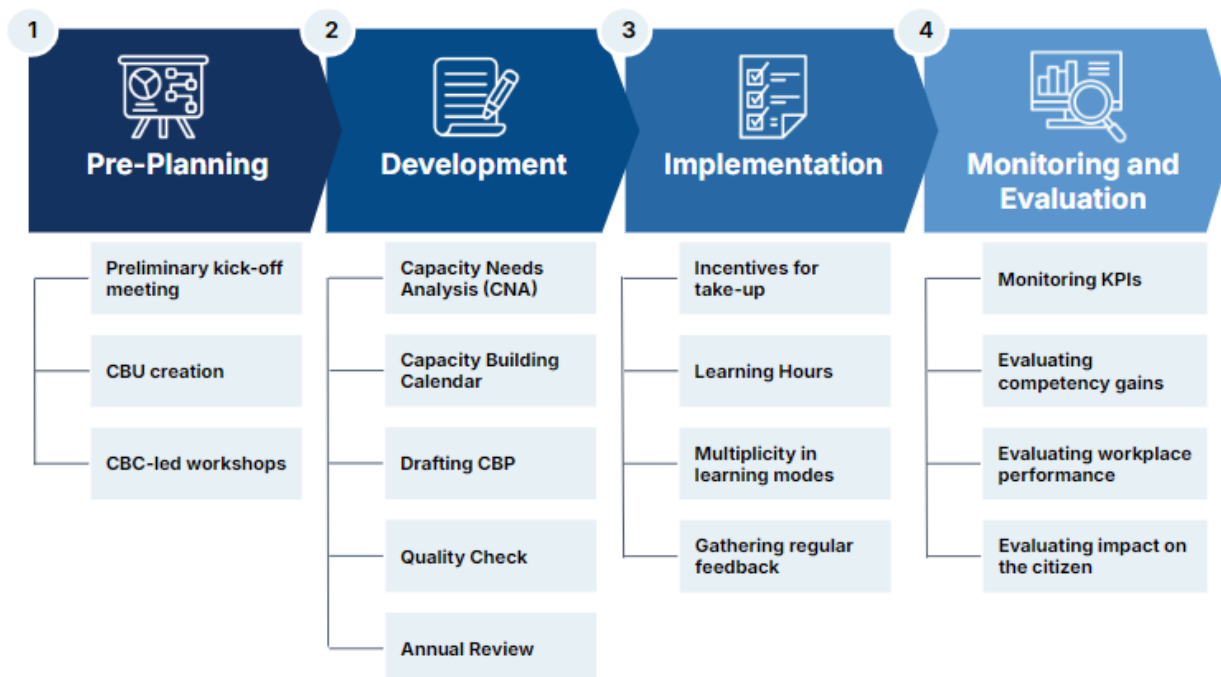 1
Pre-Planning
Preliminary kick-off
meeting
CBU creation
CBC-led workshops
2
Development
Capacity Needs
Analysis (CNA)
Capacity Building
Calendar
Drafting CBP
Quality Check
Annual Review
3
Implementation
Incentives for
take-up
Learning Hours
Multiplicity in
learning modes
Gathering regular
feedback
4
Monitoring and
Evaluation
Monitoring KPIs
Evaluating
competency gains
Evaluating workplace
performance
Evaluating impact on
the citizen